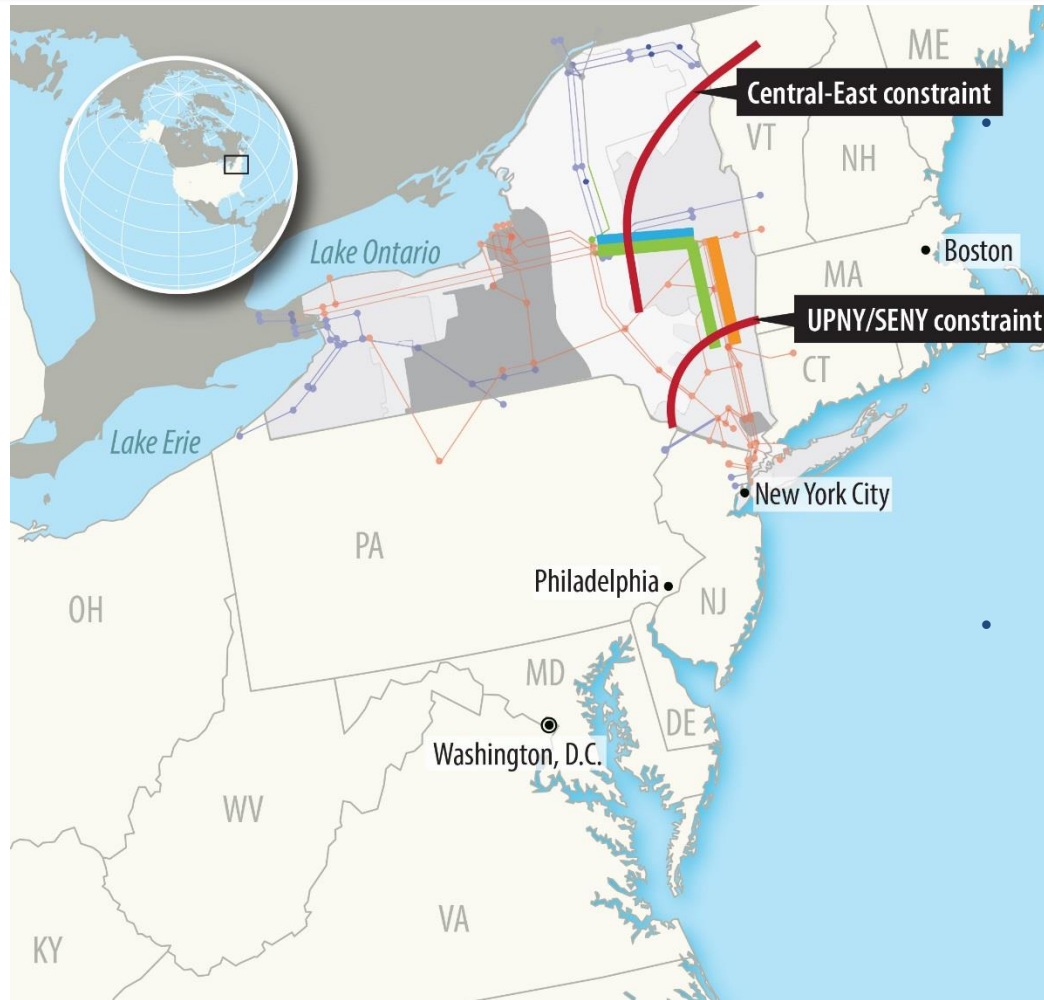 ME
Central-East constraint
VT
NH
Lake Ontario
Boston
MA
UPNY/SENY constraint
CT
Lake Erie
New York City
PA
Philadelphia
OH
NJ
MD
DE
Washington, D.C.
WV
VA
KY